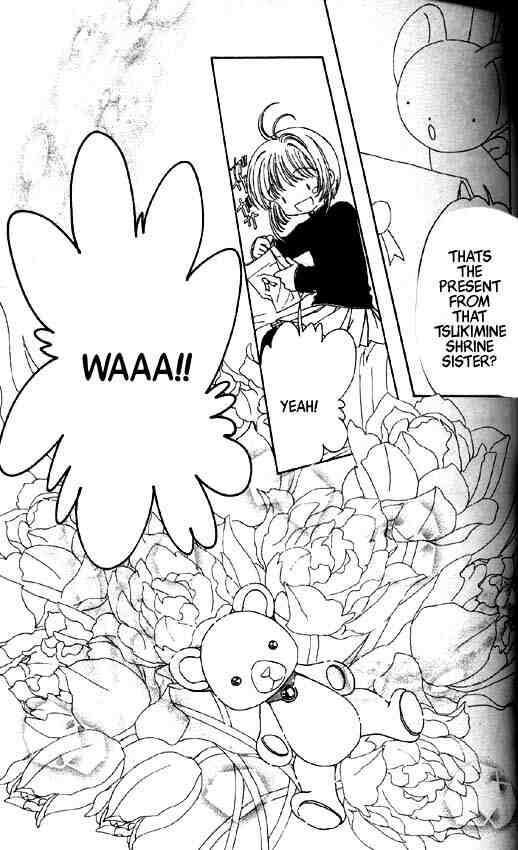 THATS
THE
PRESENT
FROM
THAT
TSUKIMINE
SHRINE
SISTER?
YEAH!
WAAA!!